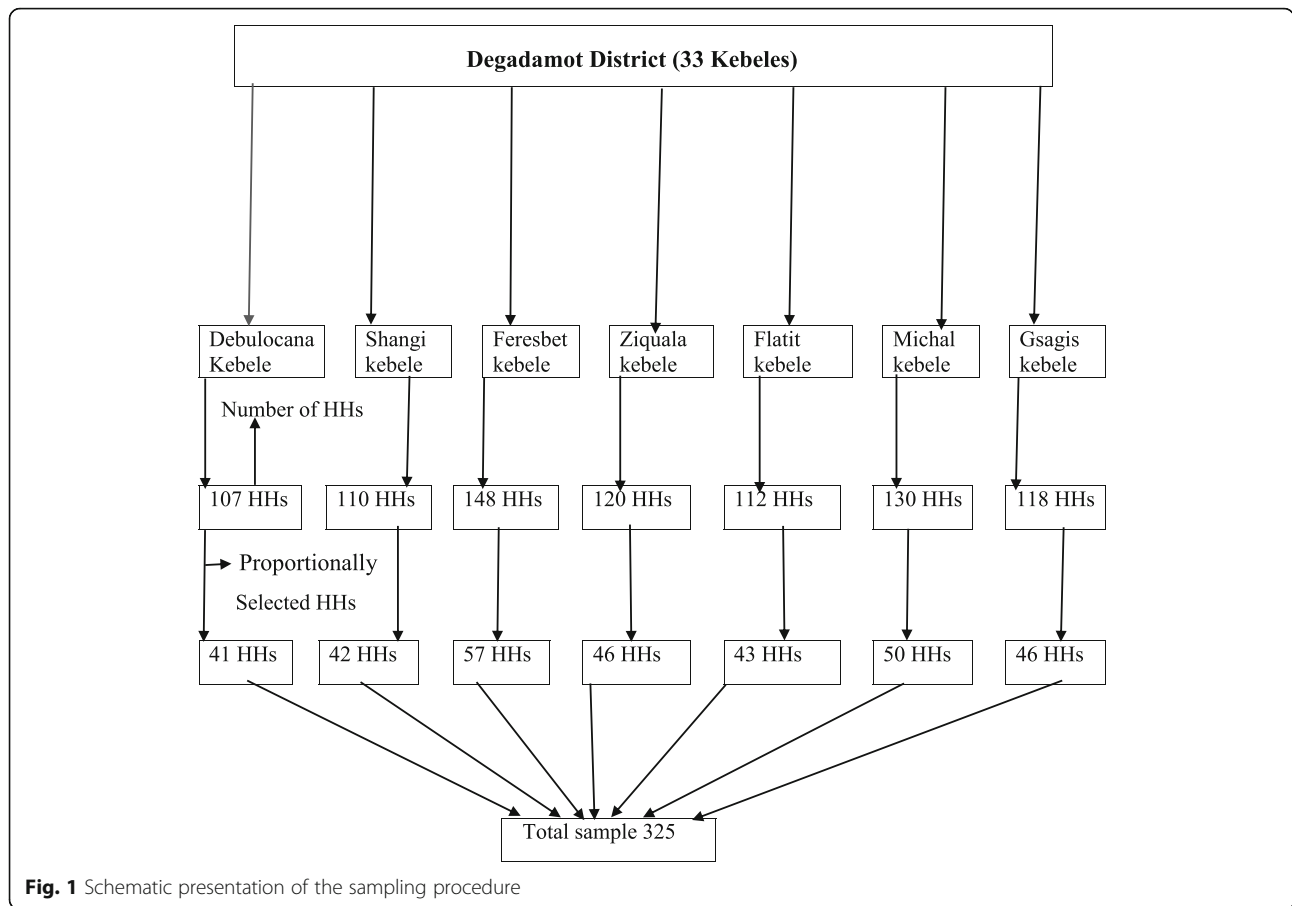 Degadamot District (33 Kebeles)
Debulocana
Kebele
Shangi
kebele
Feresbet
kebele
Ziquala
kebele
Flatit
kebele
Michal
kebele
Gsagis
kebele
Number of HHs
107 HHs
110 HHs
148 HHs
120 HHs
112 HHs
130 HHs
118 HHs
Proportionally
Selected HHs
41 HHs
42 HHs
57 HHs
46 HHs
43 HHs
50 HHs
46 HHs
Total sample 325
Fig. 1 Schematic presentation of the sampling procedure